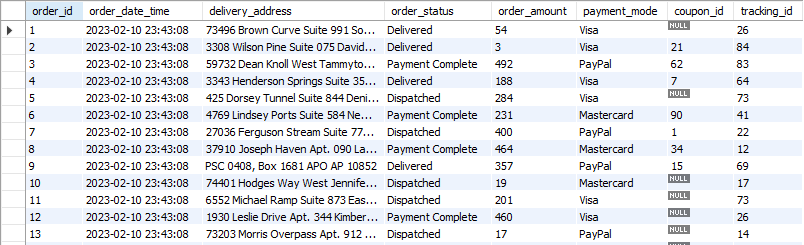 order_id order_date_time delivery_address order_status order_amount payment_mode coupon_id tracking_id
1 2023-02-10 23:43:08 73496 Brown Curve Suite 991 So... Delivered 54 Visa NULL 26
2 2023-02-10 23:43:08 3308 Wilson Pine Suite 075 David... Delivered 3 Visa 21 84
3 2023-02-10 23:43:08 59732 Dean Knoll West Tammyto... Payment Complete 492 PayPal 62 83
4 2023-02-10 23:43:08 3343 Henderson Springs Suite 35... Delivered 188 Visa 7 64
5 2023-02-10 23:43:08 425 Dorsey Tunnel Suite 844 Deni... Dispatched 284 Visa NULL 73
6 2023-02-10 23:43:08 4769 Lindsey Ports Suite 584 Ne... Payment Complete 231 Mastercard 90 41
7 2023-02-10 23:43:08 27036 Ferguson Stream Suite 77... Dispatched 400 PayPal 1 22
8 2023-02-10 23:43:08 37910 Joseph Haven Apt. 090 La... Payment Complete 464 Mastercard 34 12
9 2023-02-10 23:43:08 PSC 0408, Box 1681 APO AP 10852 Delivered 357 PayPal 15 69
10 2023-02-10 23:43:08 74401 Hodges Way West Jennife... Dispatched 19 Mastercard NULL 17
11 2023-02-10 23:43:08 6552 Michael Ramp Suite 873 Eas... Dispatched 201 Visa NULL 73
12 2023-02-10 23:43:08 1930 Leslie Drive Apt. 344 Kimber... Payment Complete 460 Visa NULL 26
13 2023-02-10 23:43:08 73203 Morris Overpass Apt. 912 ... Dispatched 17 PayPal NULL 14
NULL